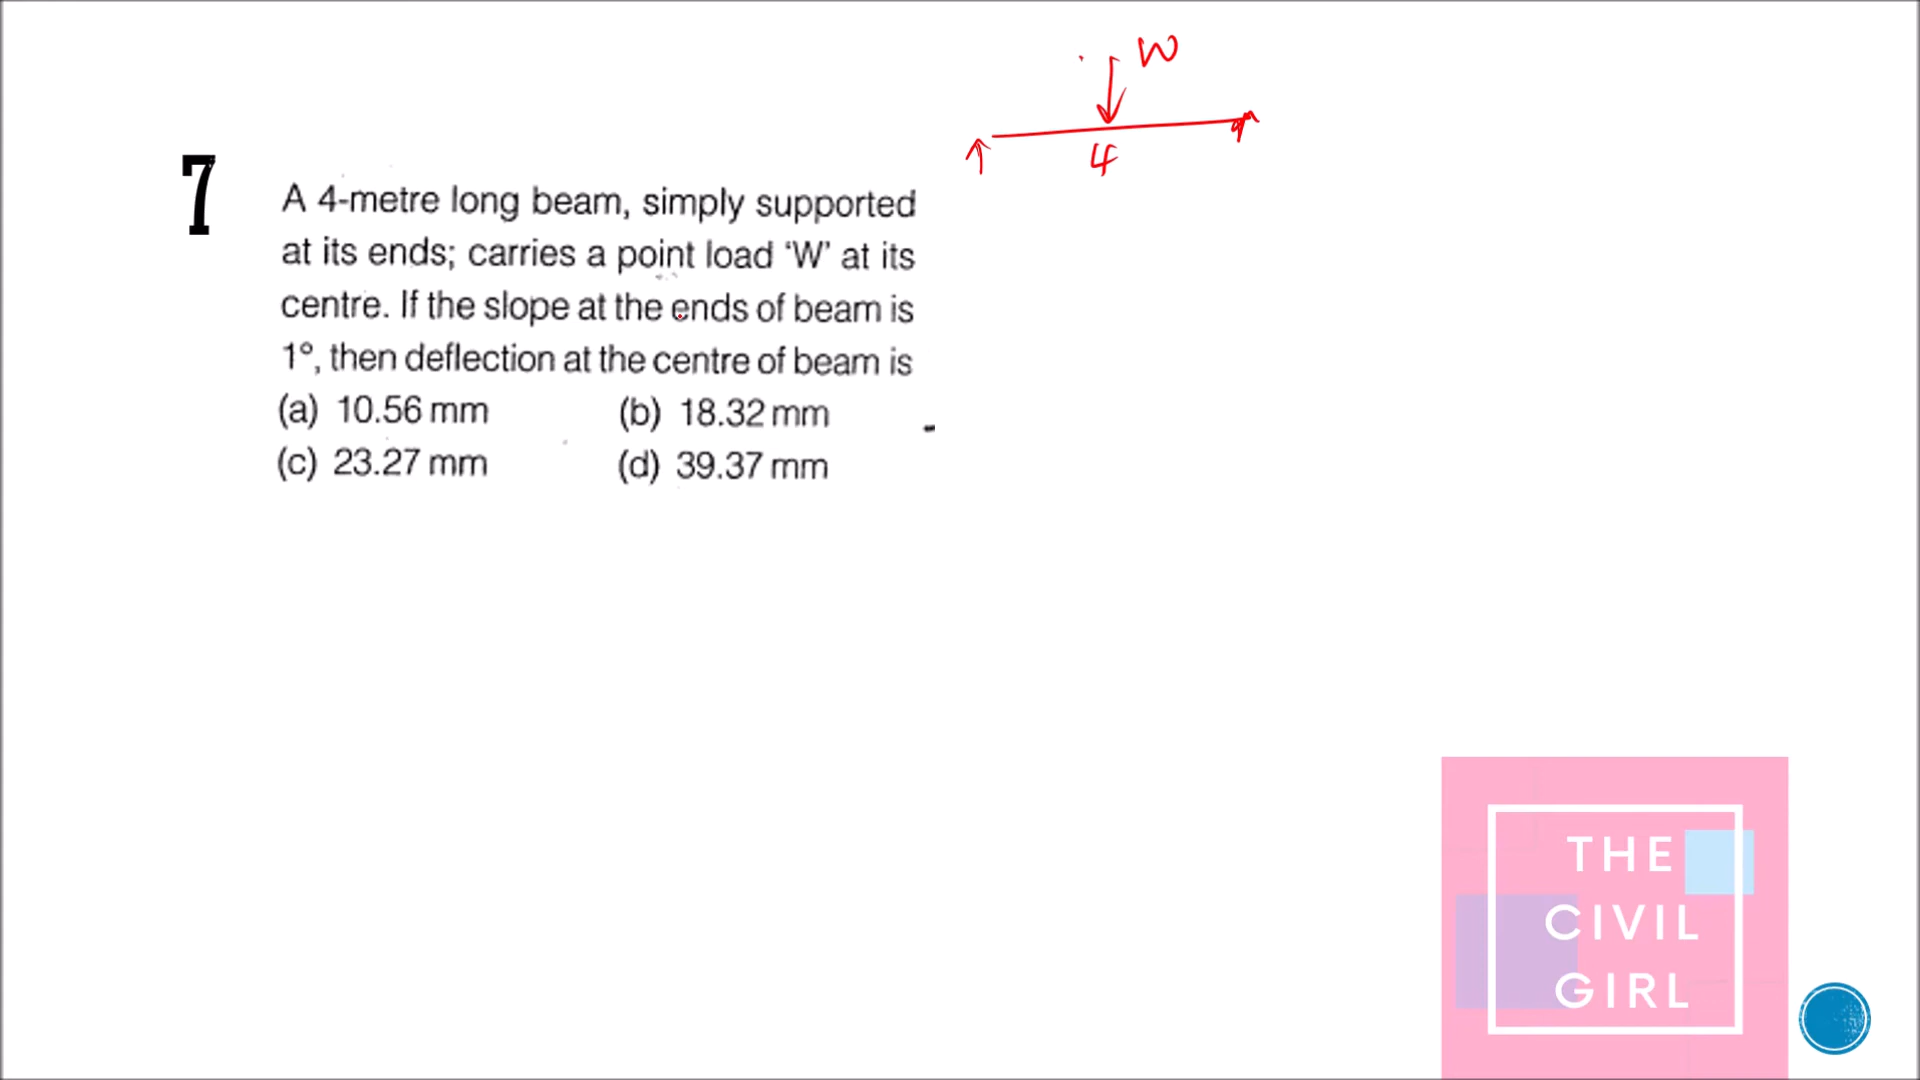 W
4
7
A 4-metre long beam, simply supported
at its ends; carries a point load ‘W’ at its
centre. If the slope at the ends of beam is
1°, then deflection at the centre of beam is
(a) 10.56 mm (b) 18.32 mm
(c) 23.27 mm (d) 39.37 mm
THE
CIVIL
GIRL